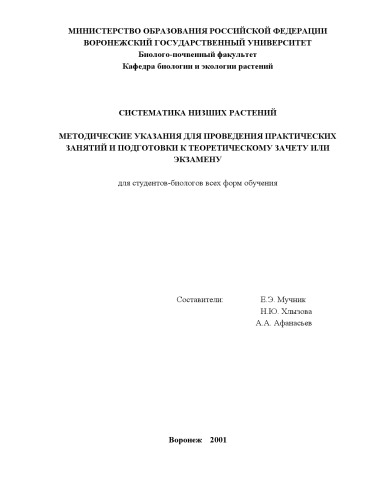 МИНИСТЕРСТВО ОБРАЗОВАНИЯ РОССИЙСКОЙ ФЕДЕРАЦИИ
ВОРОНЕЖСКИЙ ГОСУДАРСТВЕННЫЙ УНИВЕРСИТЕТ
Биолого-почвенный факультет
Кафедра биологии и экологии растений
СИСТЕМАТИКА НИЗШИХ РАСТЕНИЙ
МЕТОДИЧЕСКИЕ УКАЗАНИЯ ДЛЯ ПРОВЕДЕНИЯ ПРАКТИЧЕСКИХ
ЗАНЯТИЙ И ПОДГОТОВКИ К ТЕОРЕТИЧЕСКОМУ ЗАЧЕТУ ИЛИ
ЭКЗАМЕНУ
для студентов-биологов всех форм обучения
Составители: Е.Э. Мучник
Н.Ю. Хлызова
А.А. Афанасьев
Воронеж 2001